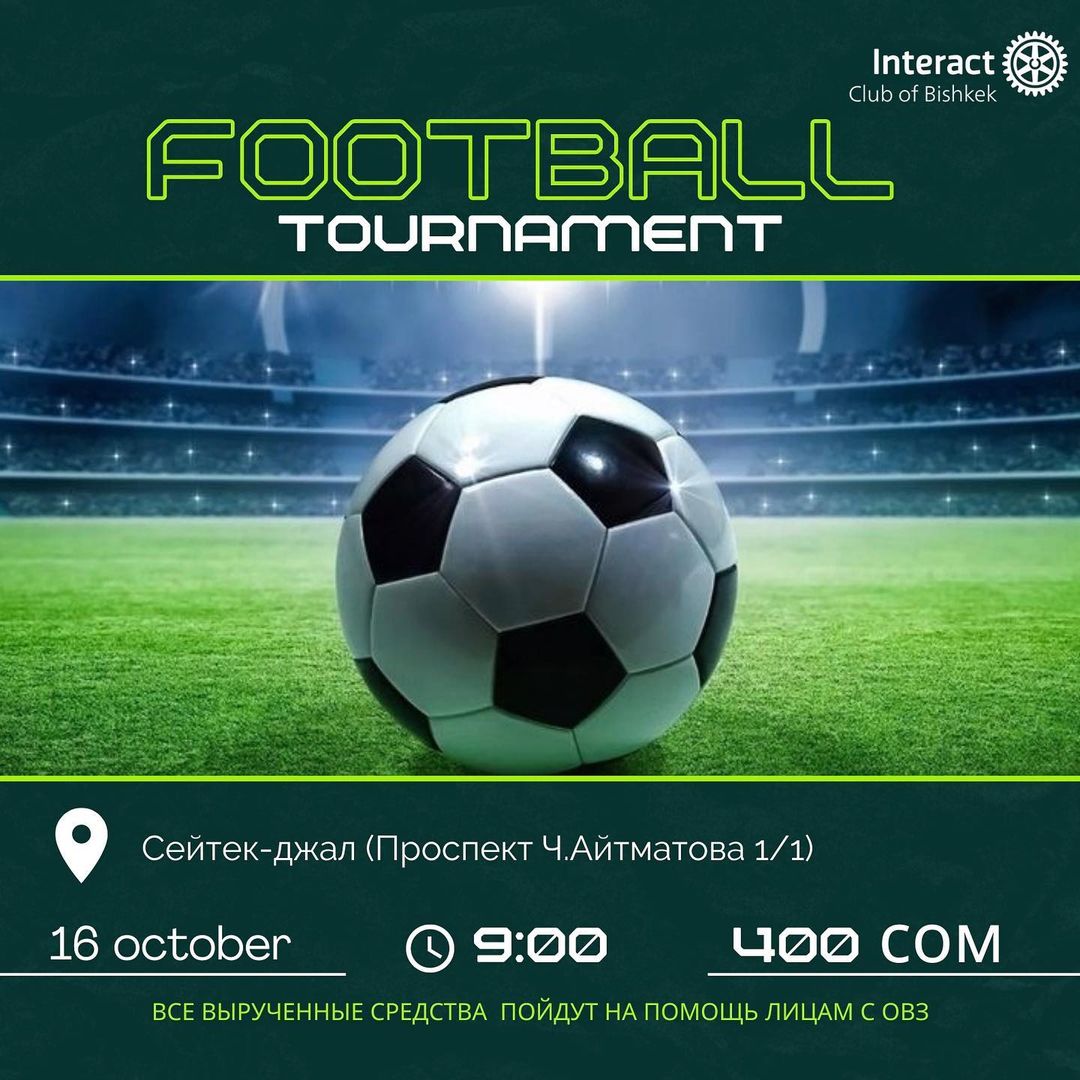 Interact
Club of Bishkek
FOOTBALL
TOURNAMENT
Сейтек-джал (Проспект Ч.Айтматова 1/1)
16 october 9:00 400 СОМ
ВСЕ ВЫРУЧЕННЫЕ СРЕДСТВА ПОЙДУТ НА ПОМОЩЬ ЛИЦАМ С ОВЗ